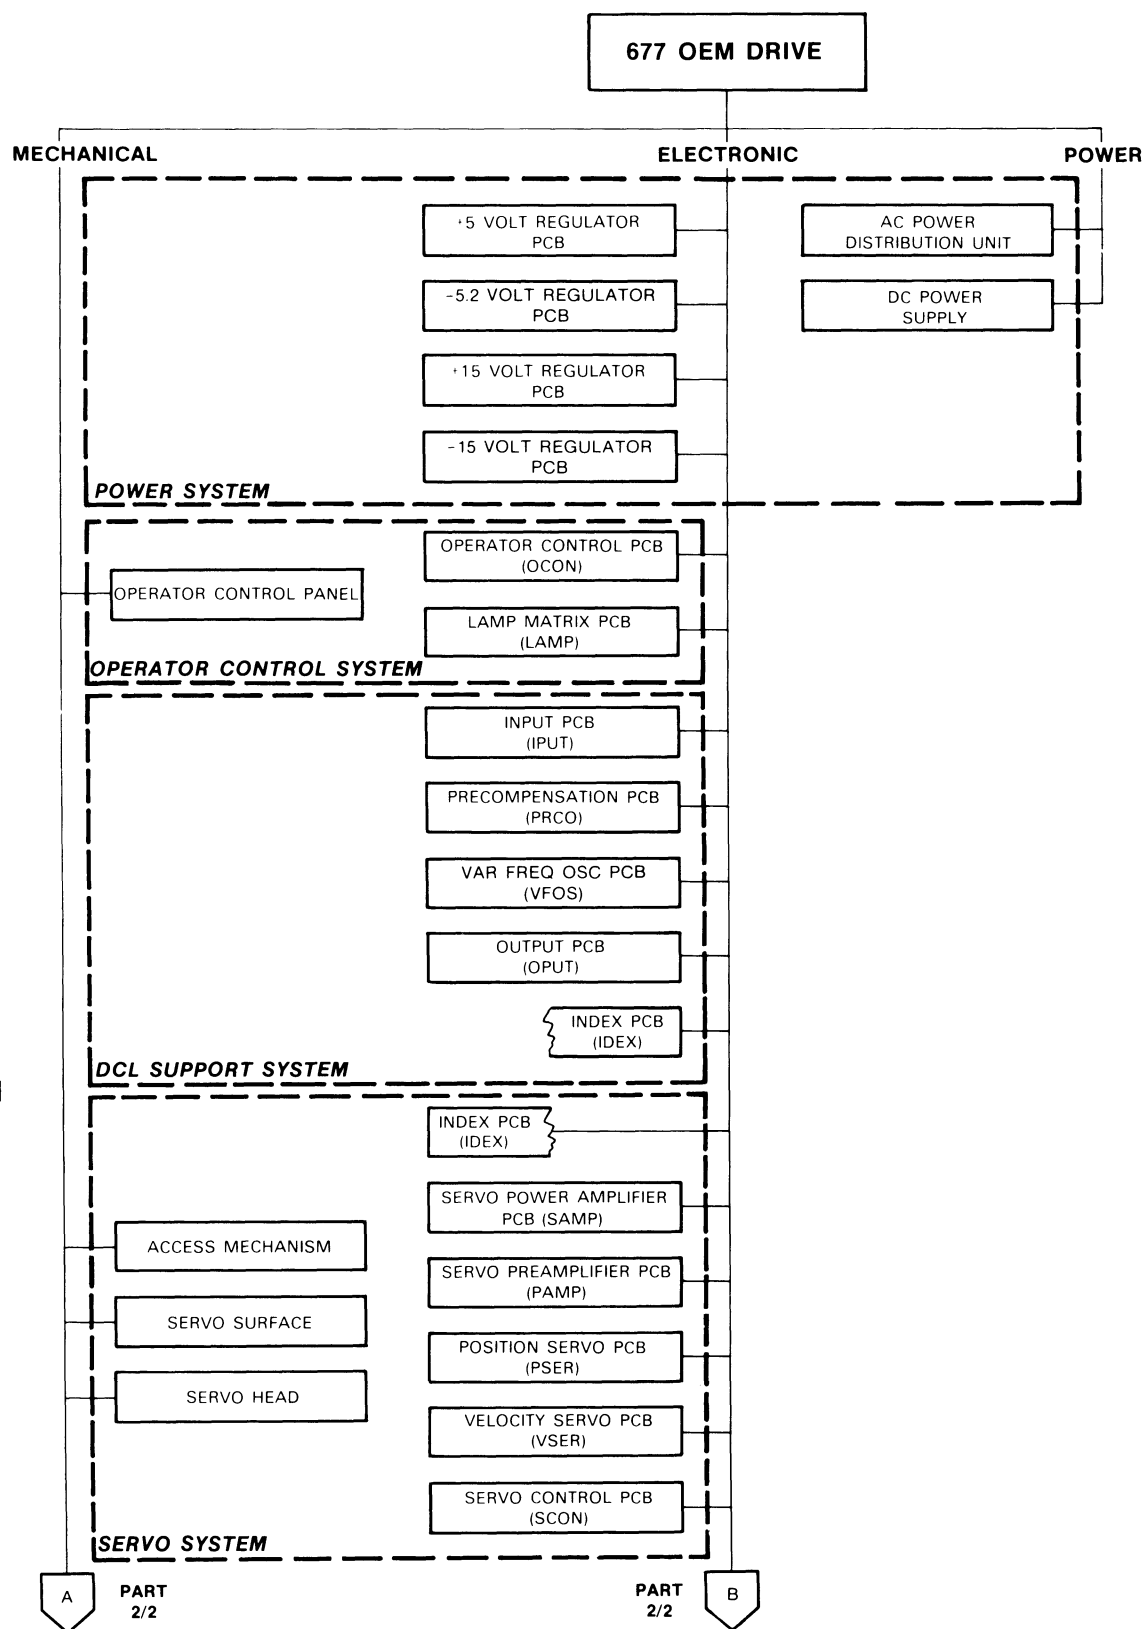 677 OEM DRIVE
MECHANICAL
ELECTRONIC
POWER
+5 VOLT REGULATOR
PCB
AC POWER
DISTRIBUTION UNIT
-5.2 VOLT REGULATOR
PCB
DC POWER
SUPPLY
+15 VOLT REGULATOR
PCB
-15 VOLT REGULATOR
PCB
POWER SYSTEM
OPERATOR CONTROL PCB
(OCON)
OPERATOR CONTROL PANEL
LAMP MATRIX PCB
(LAMP)
OPERATOR CONTROL SYSTEM
INPUT PCB
(IPUT)
PRECOMPENSATION PCB
(PRCO)
VAR FREQ OSC PCB
(VFOS)
OUTPUT PCB
(OPUT)
INDEX PCB
(IDEX)
DCL SUPPORT SYSTEM
INDEX PCB
(IDEX)
SERVO POWER AMPLIFIER
PCB (SAMP)
ACCESS MECHANISM
SERVO PREAMPLIFIER PCB
(PAMP)
SERVO SURFACE
POSITION SERVO PCB
(PSER)
SERVO HEAD
VELOCITY SERVO PCB
(VSER)
SERVO CONTROL PCB
(SCON)
SERVO SYSTEM
A
PART
2/2
PART
2/2
B